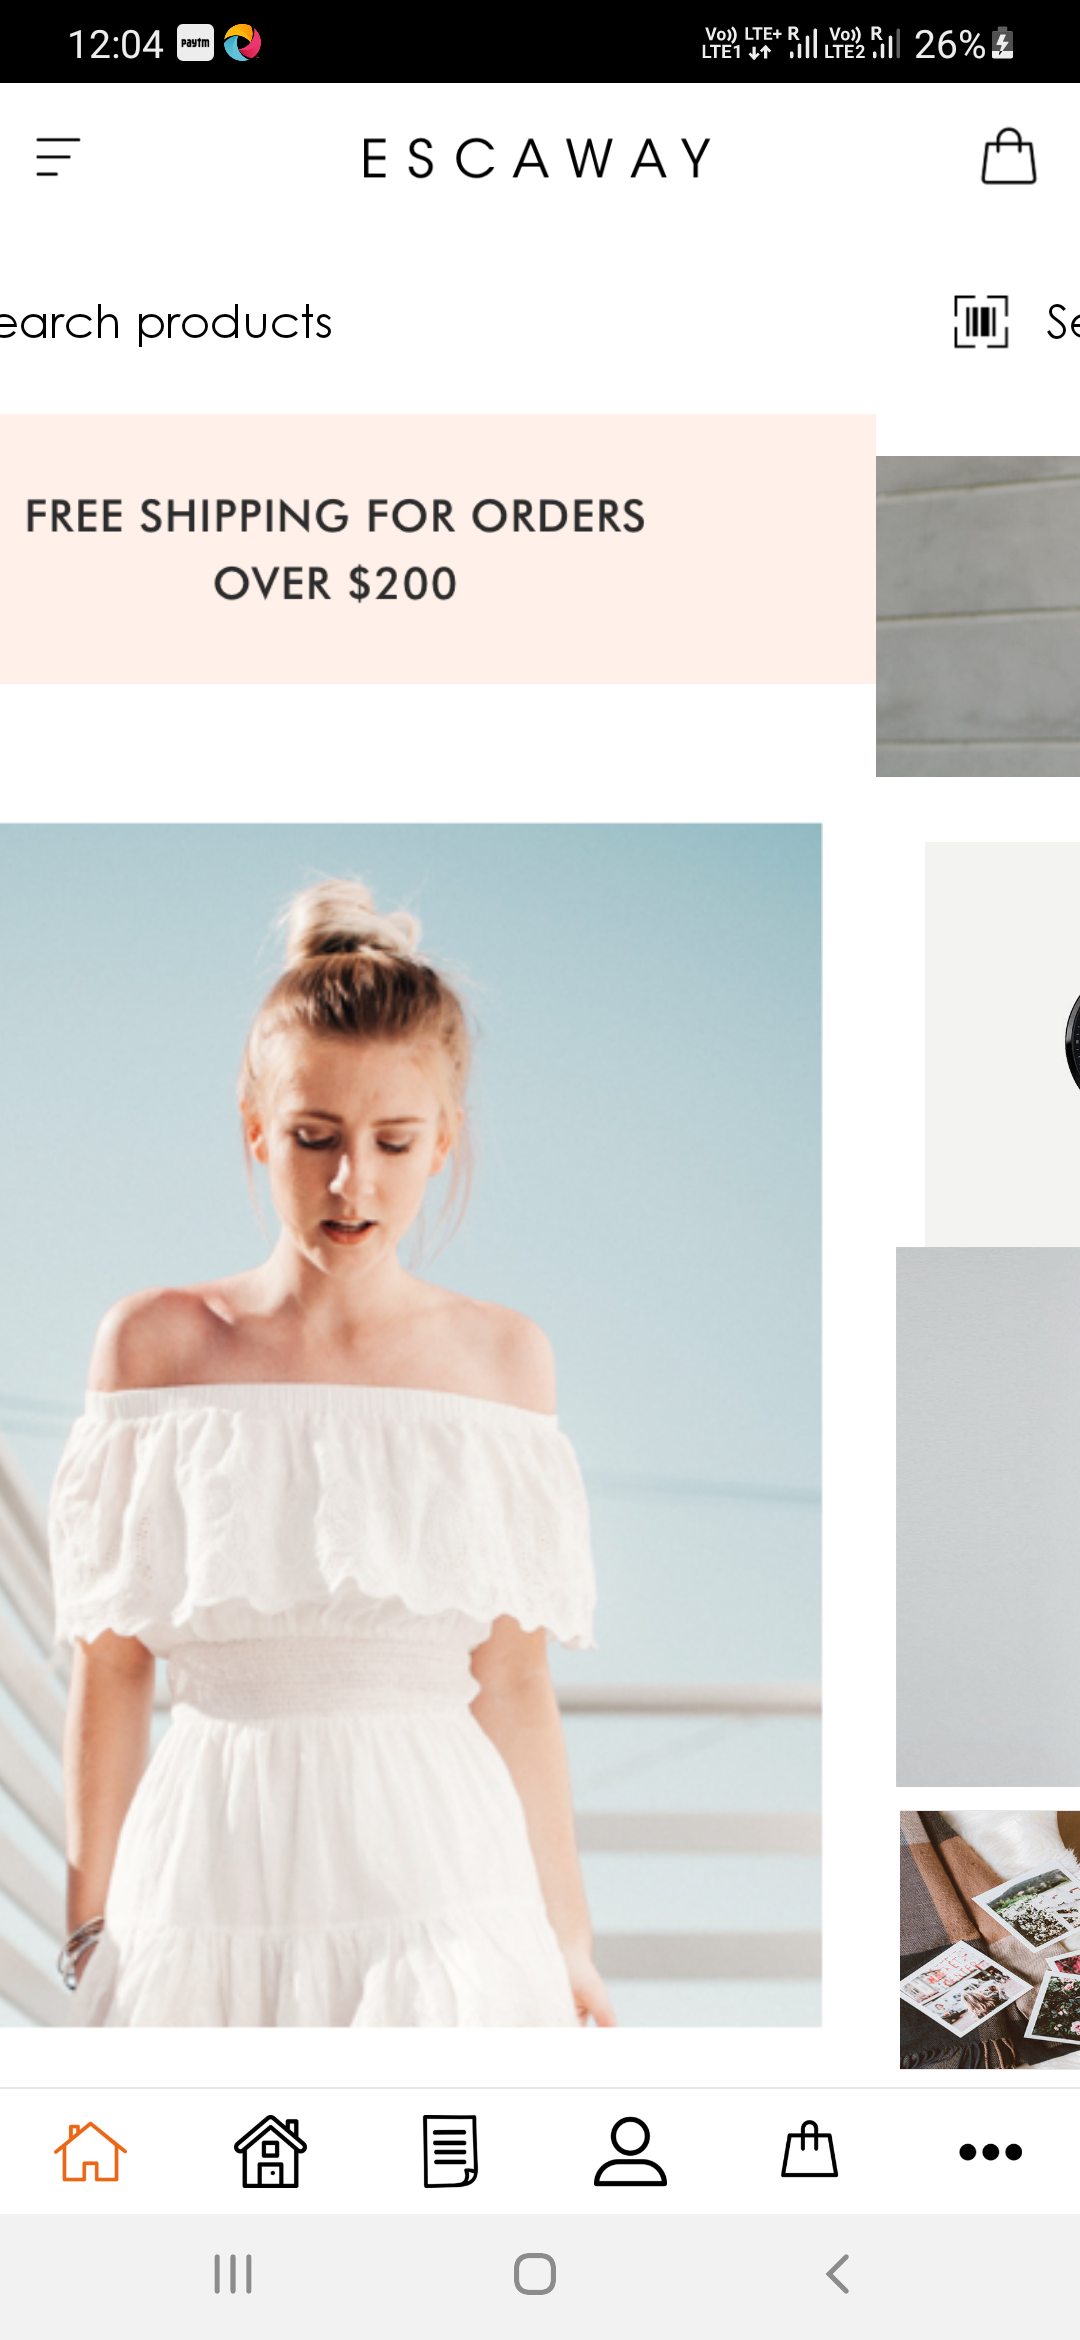 12:04 paytm Vo)) LTE1 LTE+ R Vo)) LTE2 R 26%
ESCAWAY
earch products Se
FREE SHIPPING FOR ORDERS
OVER $200